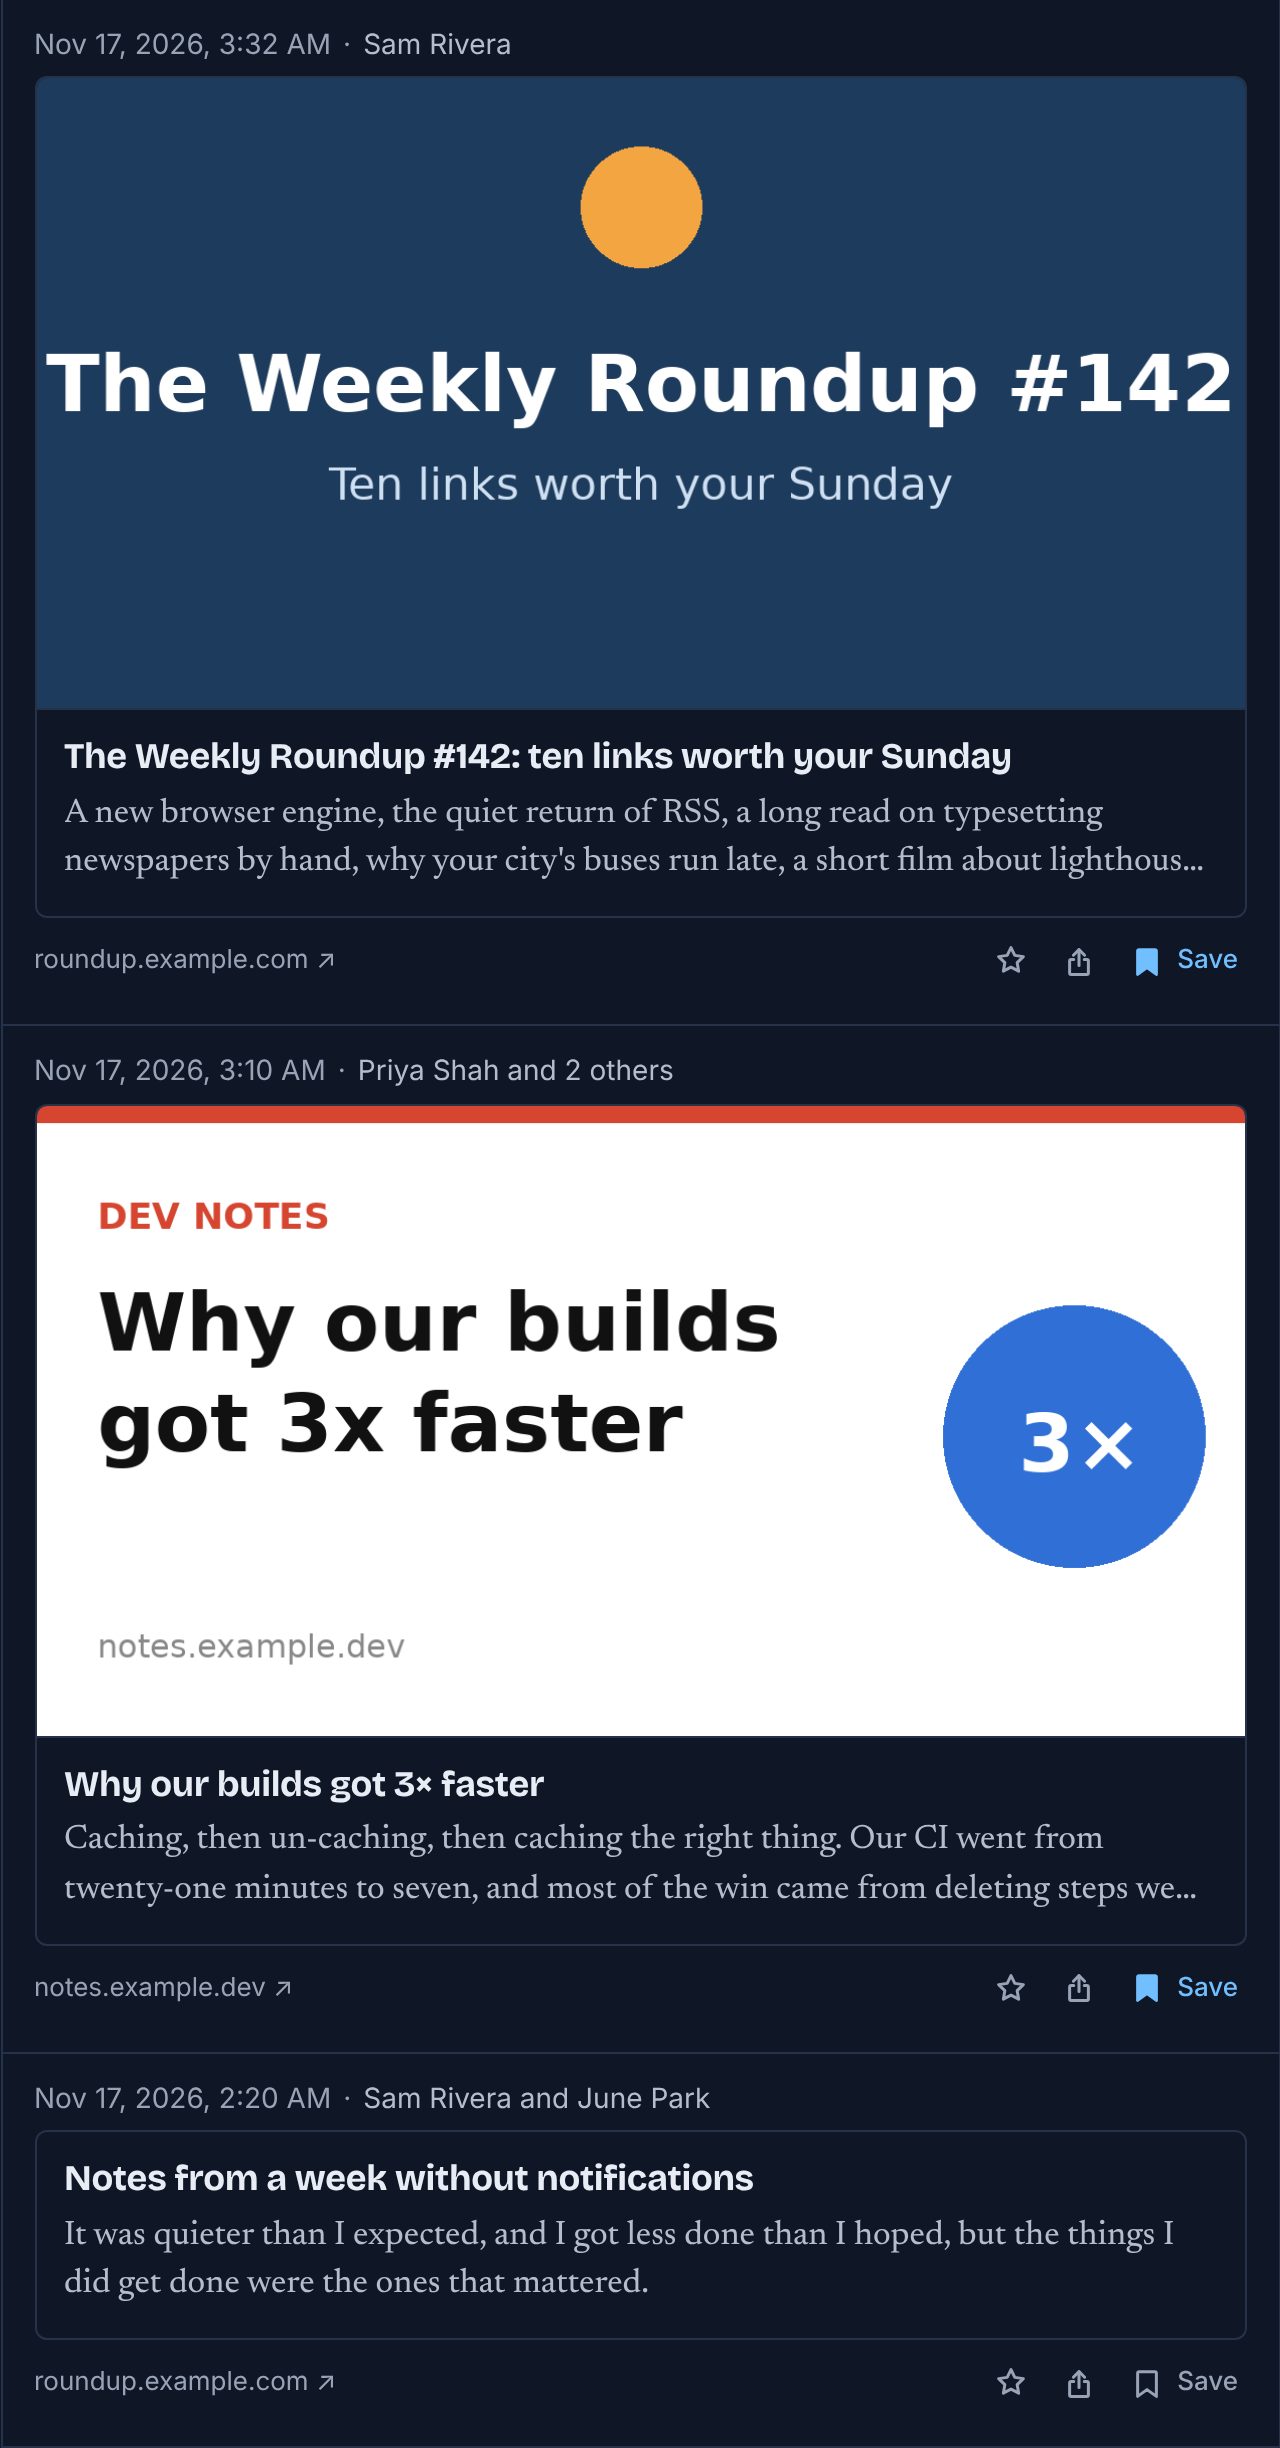 Nov 17, 2026, 3:32 AM · Sam Rivera
The Weekly Roundup #142
Ten links worth your Sunday
The Weekly Roundup #142: ten links worth your Sunday
A new browser engine, the quiet return of RSS, a long read on typesetting
newspapers by hand, why your city's buses run late, a short film about lighthous...
roundup.example.com ↗ Save
Nov 17, 2026, 3:10 AM · Priya Shah and 2 others
DEV NOTES
Why our builds
got 3x faster
3×
notes.example.dev
Why our builds got 3× faster
Caching, then un-caching, then caching the right thing. Our CI went from
twenty-one minutes to seven, and most of the win came from deleting steps we...
notes.example.dev ↗ Save
Nov 17, 2026, 2:20 AM · Sam Rivera and June Park
Notes from a week without notifications
It was quieter than I expected, and I got less done than I hoped, but the things I
did get done were the ones that mattered.
roundup.example.com ↗ Save